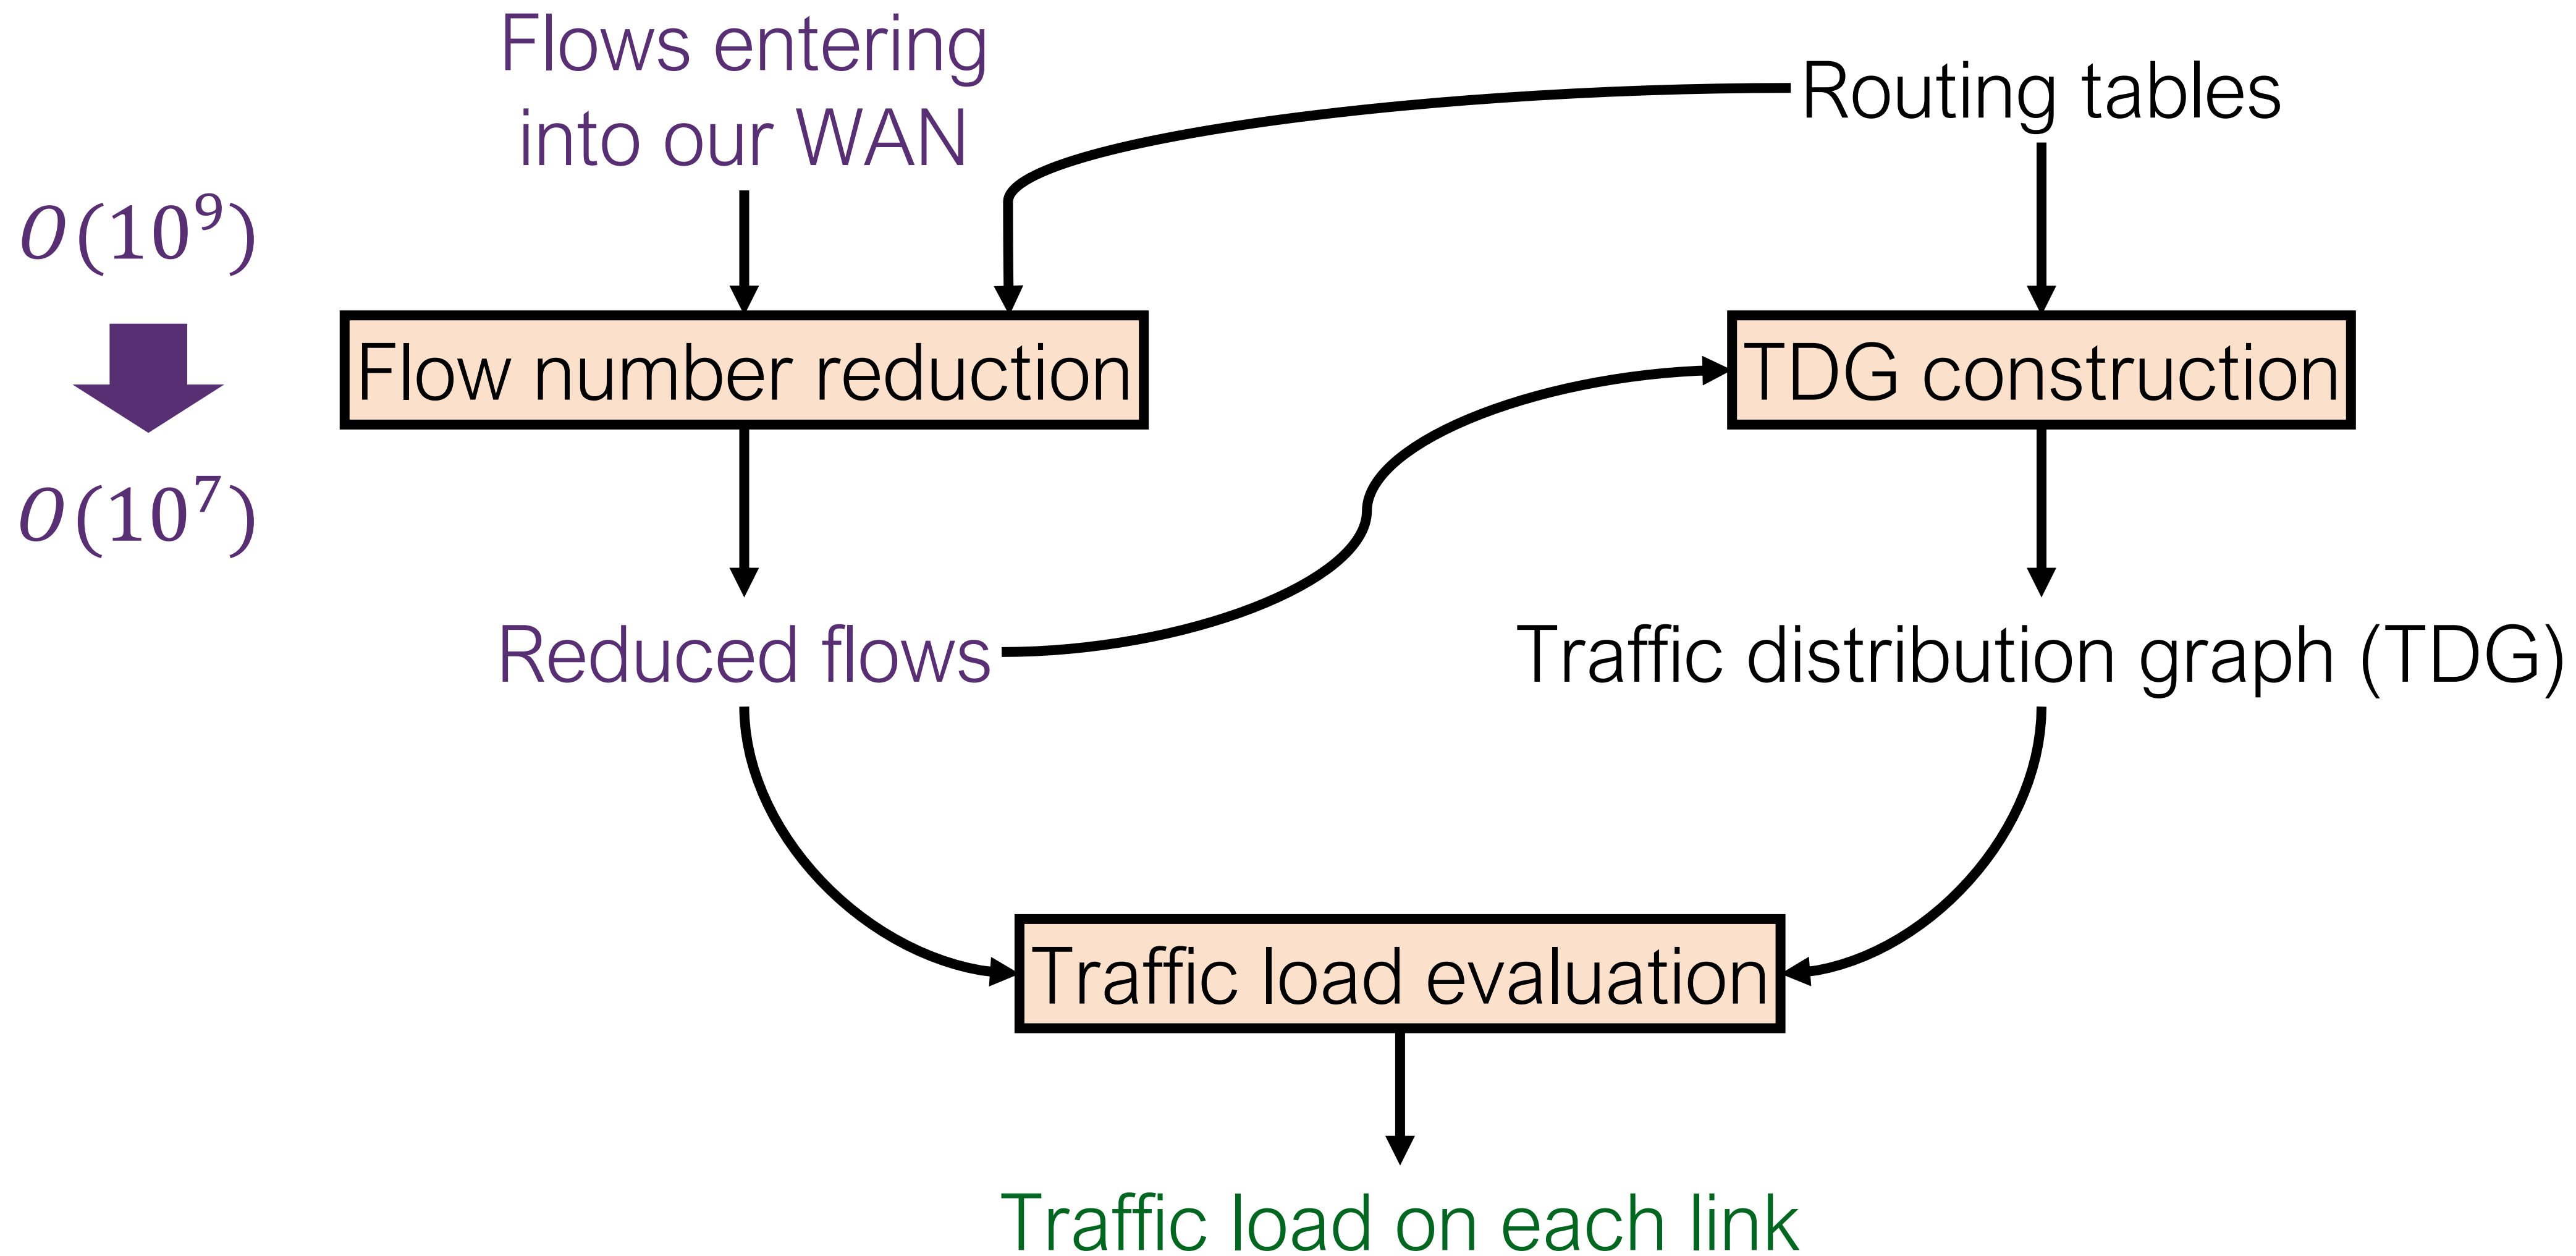 Flows entering
into our WAN
Routing tables
O(10⁹)
Flow number reduction
TDG construction
O(10⁷)
Reduced flows
Traffic distribution graph (TDG)
Traffic load evaluation
Traffic load on each link